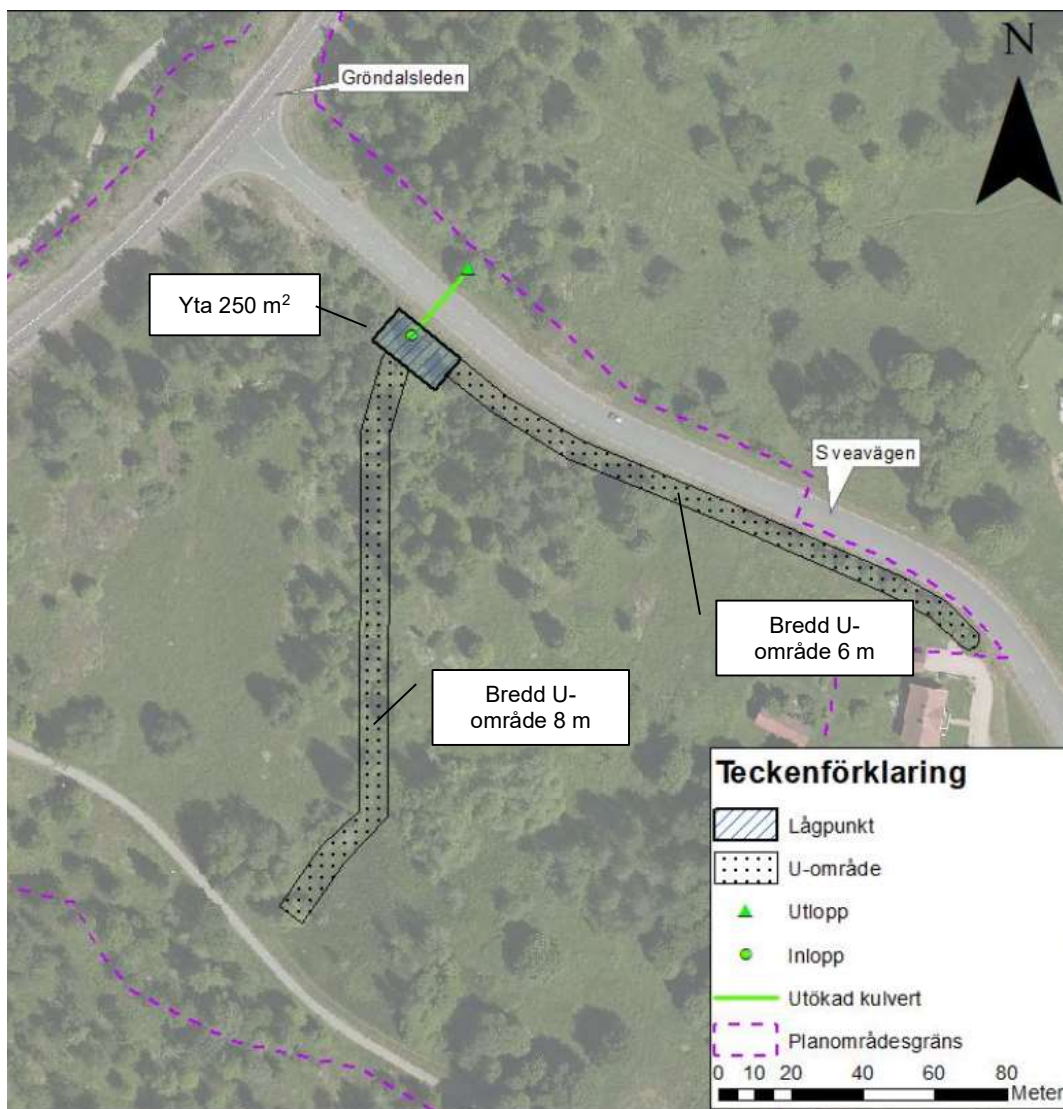 N
Gröndalsleden
Yta 250 m²
Sveavägen
Bredd U-
område 6 m
Bredd U-
område 8 m
Teckenförklaring
Lågpunkt
U-område
Utlopp
Inlopp
Utökad kulvert
Planområdesgräns
0 10 20 40 60 80
Meter